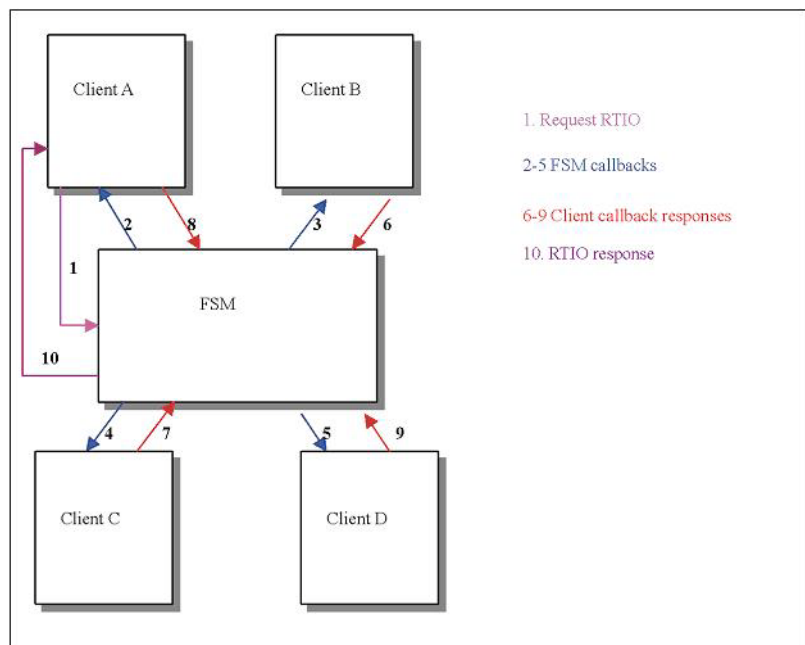 Client A
Client B
1. Request RTIO
2-5 FSM callbacks
6-9 Client callback responses
10. RTIO response
2
8
3
6
1
FSM
10
4
7
5
9
Client C
Client D